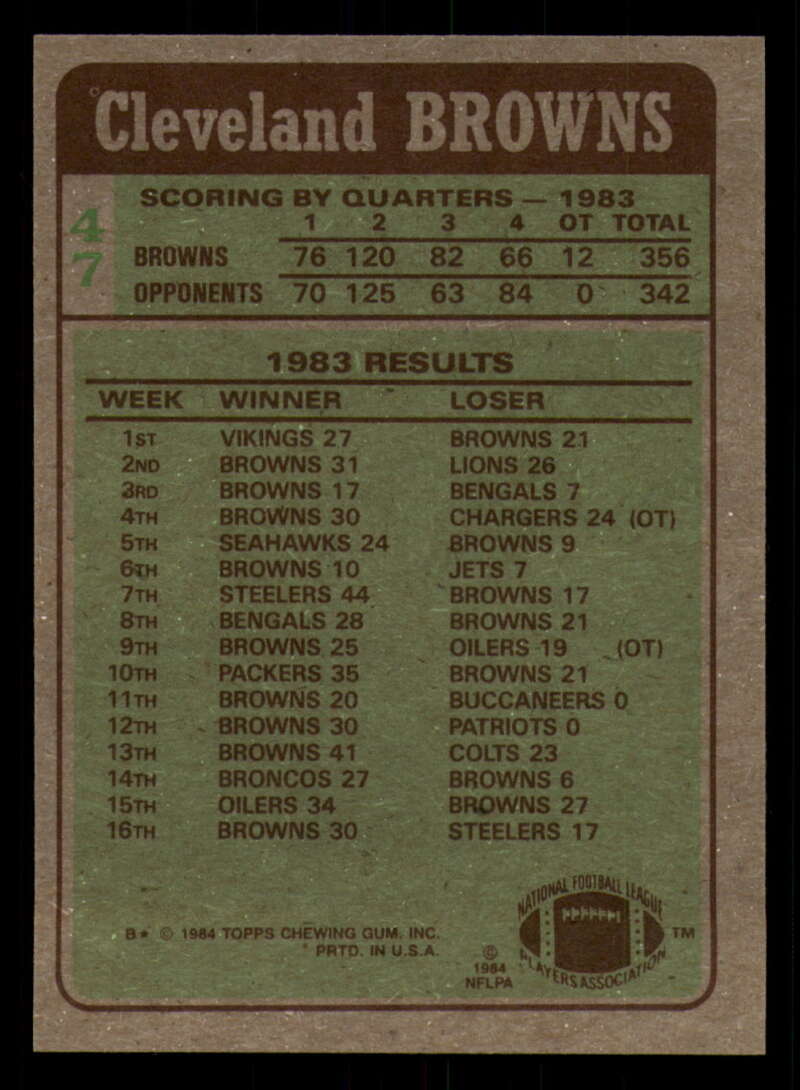 Cleveland BROWNS
SCORING BY QUARTERS — 1983
47
1 2 3 4 OT TOTAL
BROWNS 76 120 82 66 12 356
OPPONENTS 70 125 63 84 0 342
1983 RESULTS
WEEK WINNER LOSER
1ST VIKINGS 27 BROWNS 21
2ND BROWNS 31 LIONS 26
3RD BROWNS 17 BENGALS 7
4TH BROWNS 30 CHARGERS 24 (OT)
5TH SEAHAWKS 24 BROWNS 9
6TH BROWNS 10 JETS 7
7TH STEELERS 44 BROWNS 17
8TH BENGALS 28 BROWNS 21
9TH BROWNS 25 OILERS 19 (OT)
10TH PACKERS 35 BROWNS 21
11TH BROWNS 20 BUCCANEERS 0
12TH BROWNS 30 PATRIOTS 0
13TH BROWNS 41 COLTS 23
14TH BRONCOS 27 BROWNS 6
15TH OILERS 34 BROWNS 27
16TH BROWNS 30 STEELERS 17
B* © 1984 TOPPS CHEWING GUM, INC.
PRTD. IN U.S.A.
© 1984 NFLPA
NATIONAL FOOTBALL LEAGUE
PLAYERS ASSOCIATION
TM